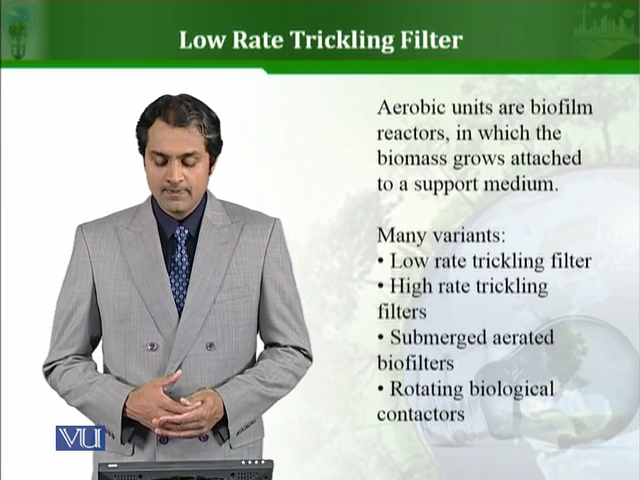 Low Rate Trickling Filter
Aerobic units are biofilm
reactors, in which the
biomass grows attached
to a support medium.
Many variants:
• Low rate trickling filter
• High rate trickling
filters
• Submerged aerated
biofilters
• Rotating biological
contactors
VU